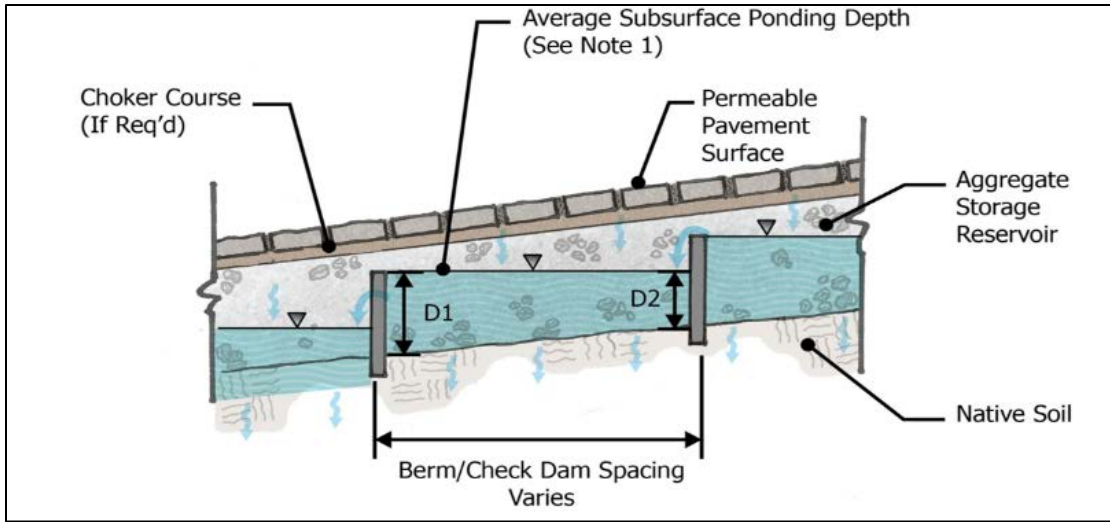 Average Subsurface Ponding Depth
(See Note 1)
Choker Course
(If Req'd)
Permeable
Pavement
Surface
Aggregate
Storage
Reservoir
D1
D2
Native Soil
Berm/Check Dam Spacing
Varies